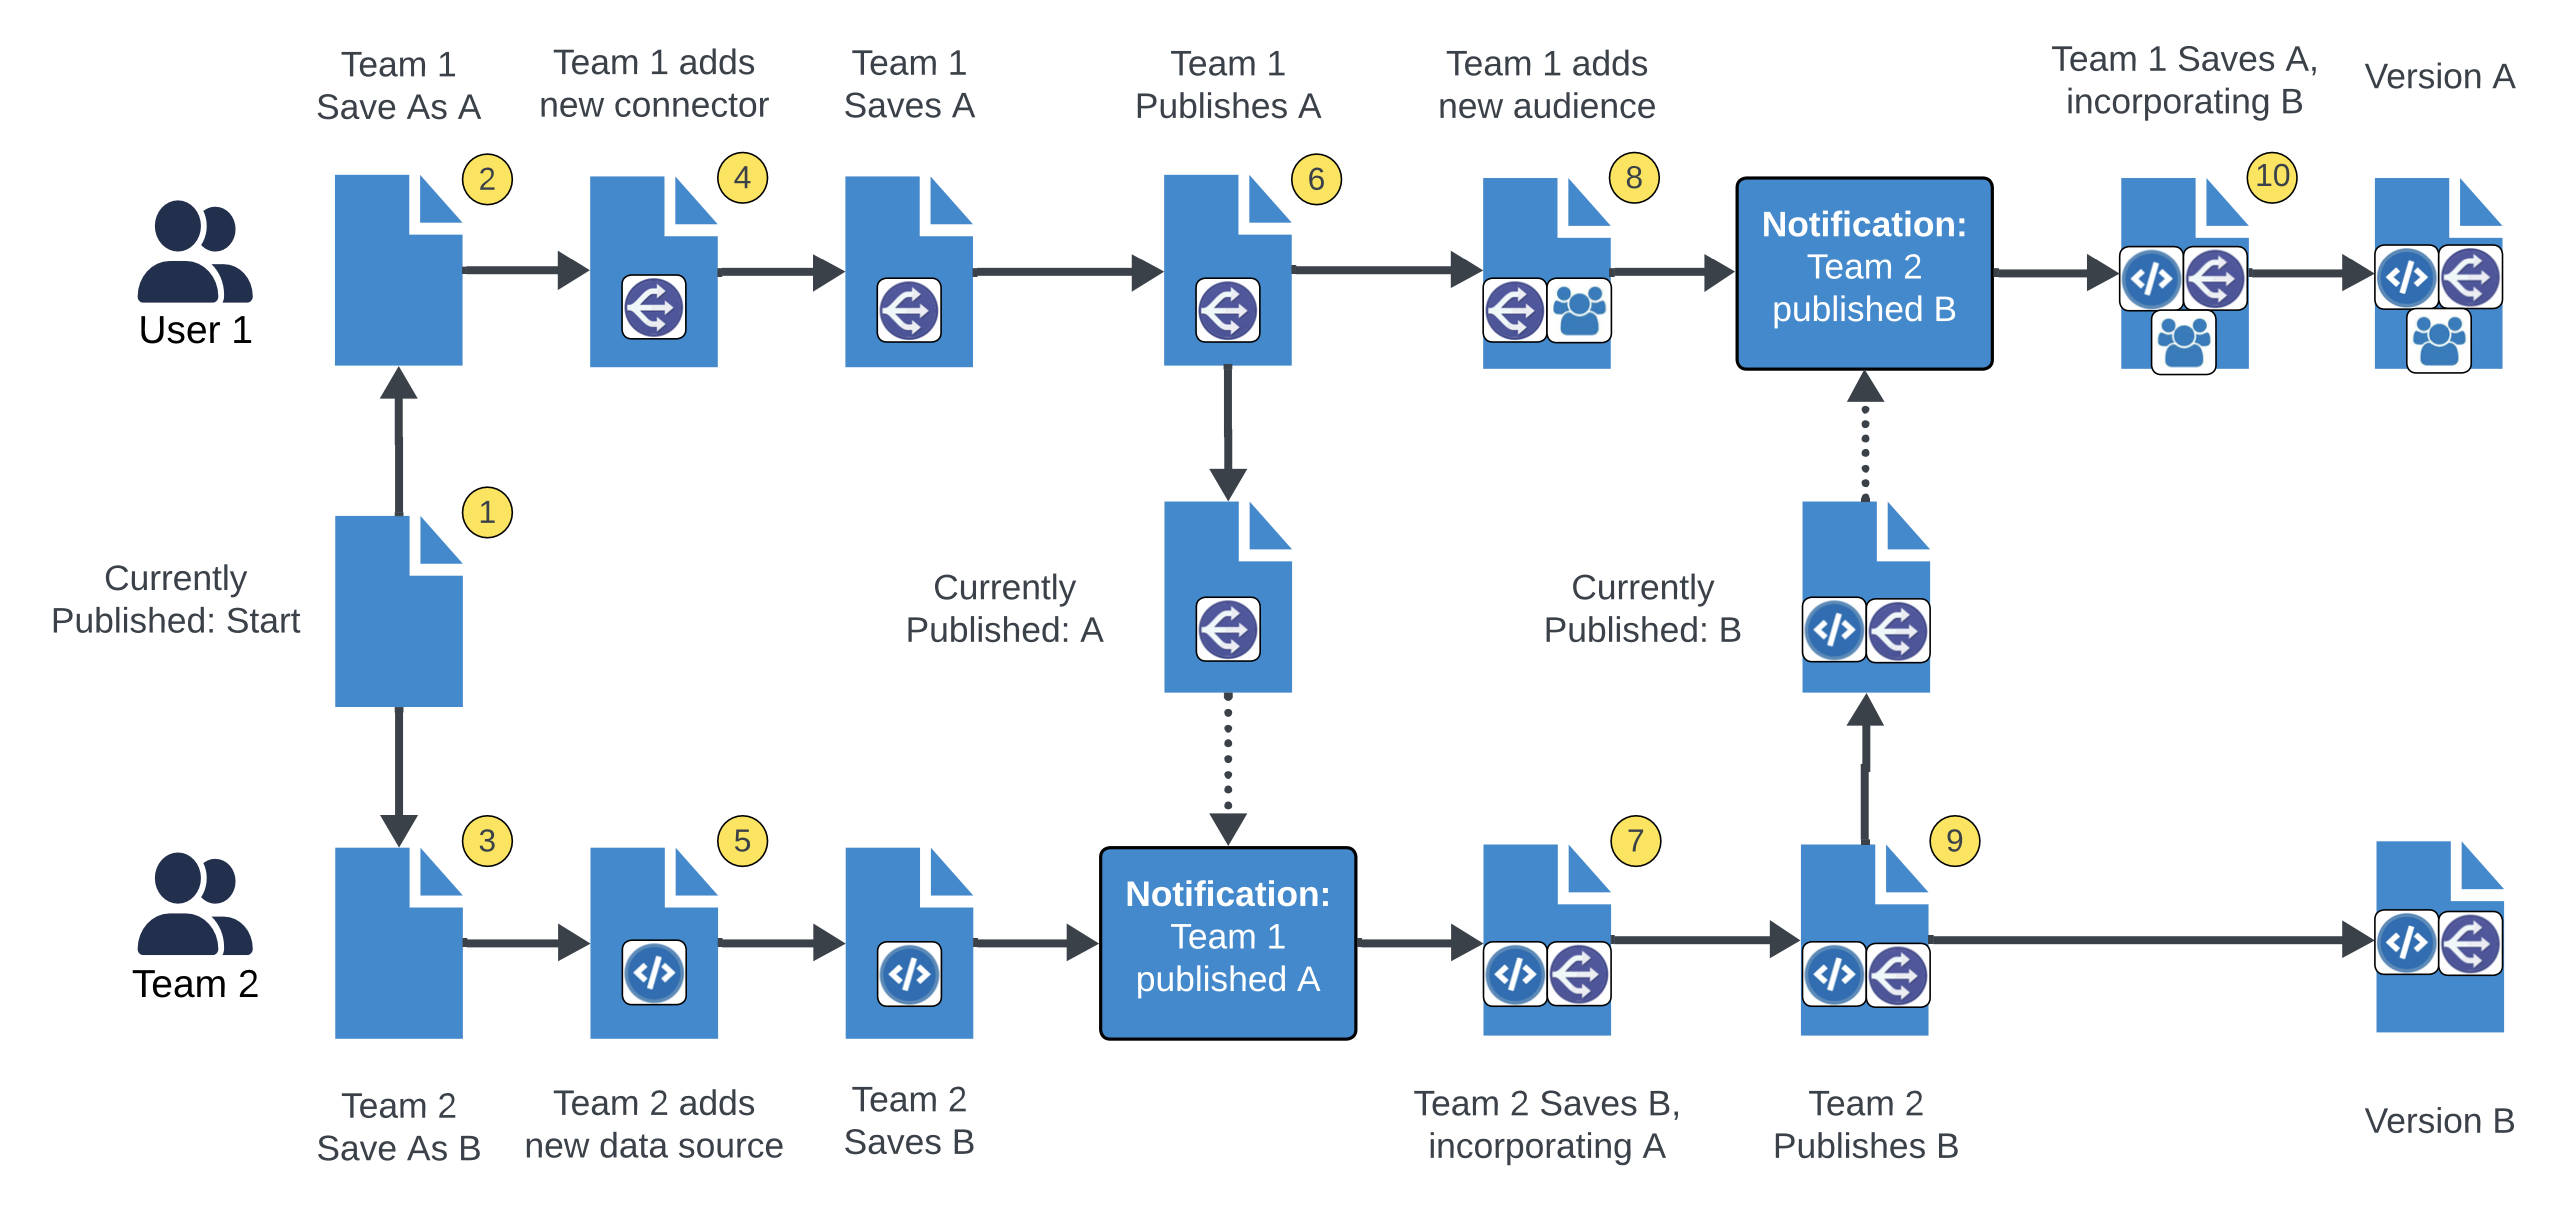 Team 1
Save As A
Team 1 adds
new connector
Team 1
Saves A
Team 1
Publishes A
Team 1 adds
new audience
Team 1 Saves A,
incorporating B
Version A
2
4
6
8
10
User 1
Notification:
Team 2
published B
1
Currently
Published: Start
Currently
Published: A
Currently
Published: B
3
5
7
9
Team 2
Notification:
Team 1
published A
Team 2
Save As B
Team 2 adds
new data source
Team 2
Saves B
Team 2 Saves B,
incorporating A
Team 2
Publishes B
Version B